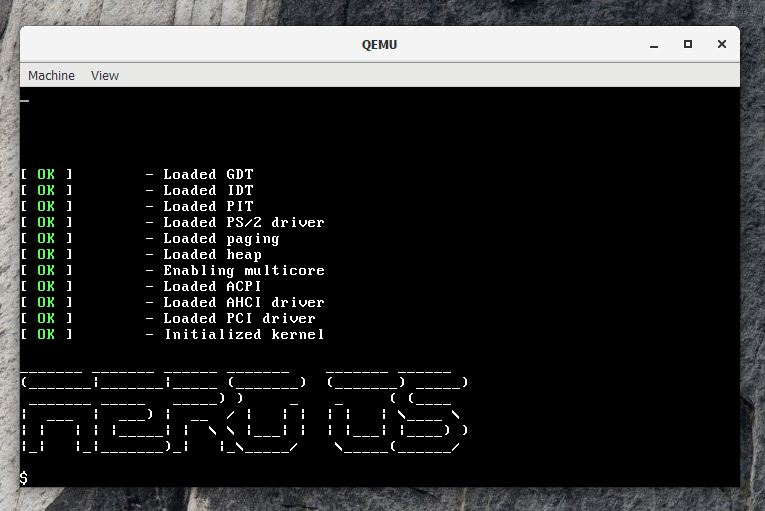 QEMU
Machine View
[ OK ] - Loaded GDT
[ OK ] - Loaded IDT
[ OK ] - Loaded PIT
[ OK ] - Loaded PS/2 driver
[ OK ] - Loaded paging
[ OK ] - Loaded heap
[ OK ] - Enabling multicore
[ OK ] - Loaded ACPI
[ OK ] - Loaded AHCI driver
[ OK ] - Loaded PCI driver
[ OK ] - Initialized kernel
nERO OS
$